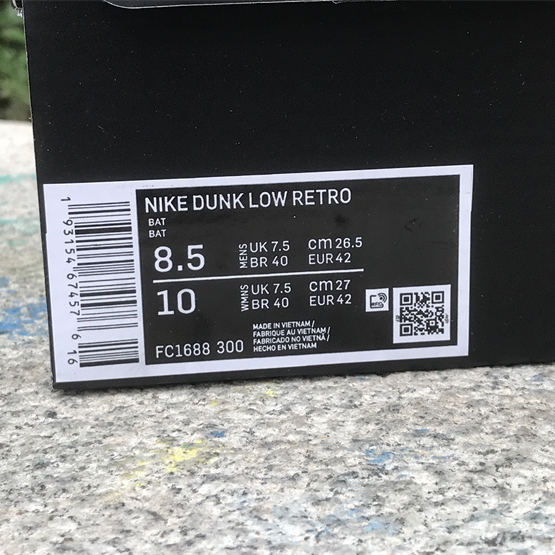 NIKE DUNK LOW RETRO
BAT
BAT
8.5 MENS UK 7.5 cm 26.5
BR 40 EUR 42
10 WMNS UK 7.5 cm 27
BR 40 EUR 42
FC1688 300
MADE IN VIETNAM /
FABRIQUE AU VIETNAM /
FABRICADO NO VIETNÃ /
HECHO EN VIETNAM
1 93154 67457 6 16